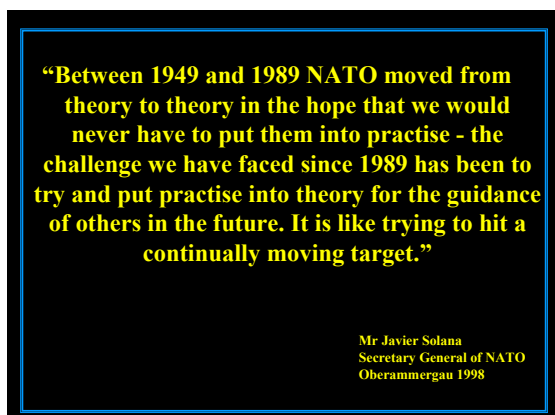 “Between 1949 and 1989 NATO moved from
theory to theory in the hope that we would
never have to put them into practise - the
challenge we have faced since 1989 has been to
try and put practise into theory for the guidance
of others in the future. It is like trying to hit a
continually moving target.”
Mr Javier Solana
Secretary General of NATO
Oberammergau 1998